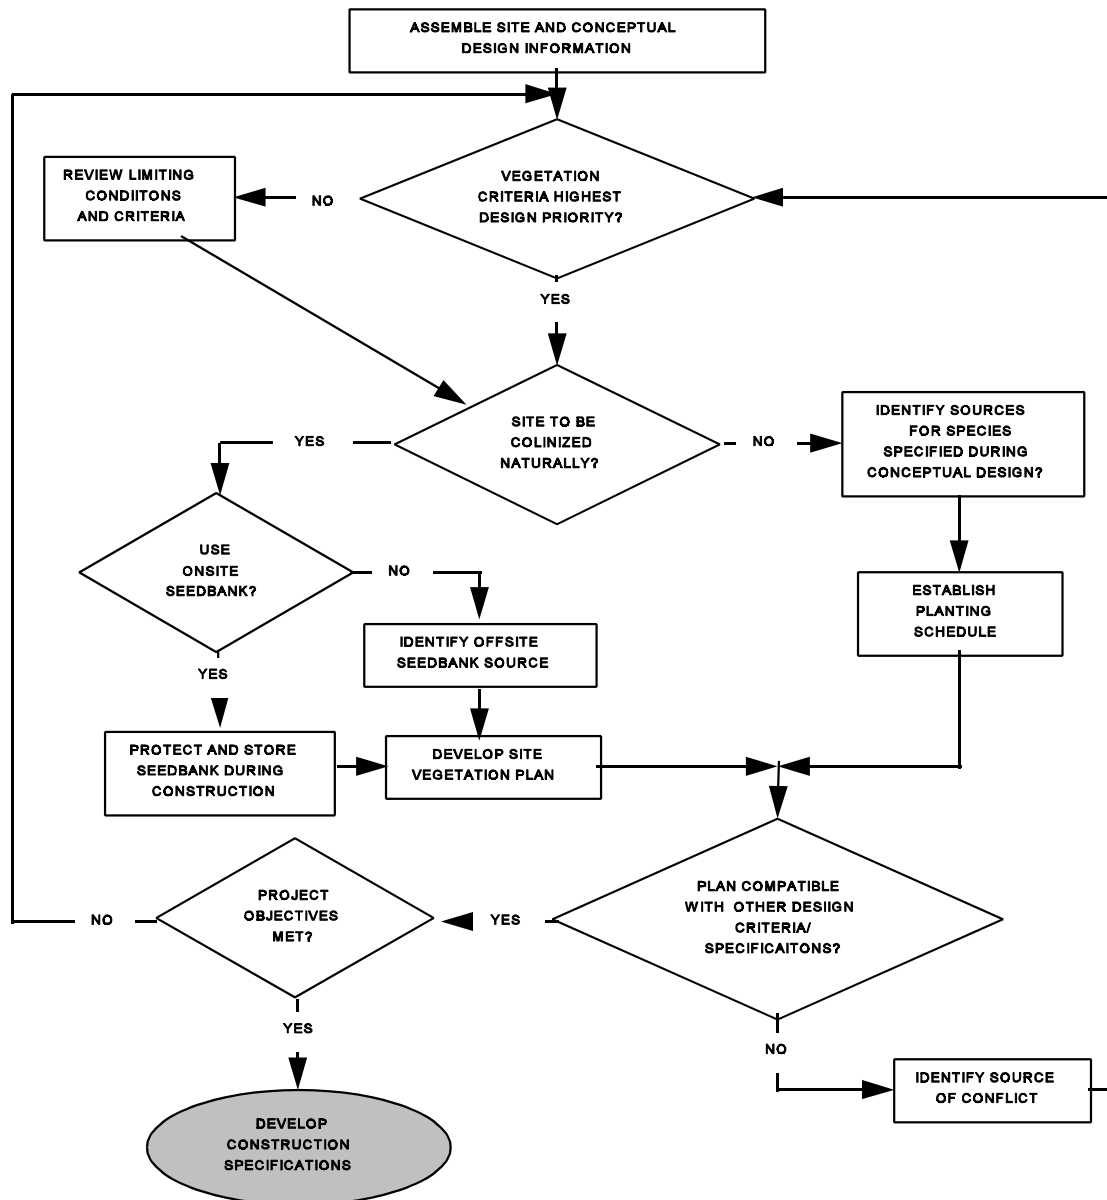 ASSEMBLE SITE AND CONCEPTUAL
DESIGN INFORMATION
VEGETATION
CRITERIA HIGHEST
DESIGN PRIORITY?
NO
REVIEW LIMITING
CONDIITONS
AND CRITERIA
YES
SITE TO BE
COLINIZED
NATURALLY?
YES
NO
IDENTIFY SOURCES
FOR SPECIES
SPECIFIED DURING
CONCEPTUAL DESIGN?
USE
ONSITE
SEEDBANK?
NO
ESTABLISH
PLANTING
SCHEDULE
IDENTIFY OFFSITE
SEEDBANK SOURCE
YES
PROTECT AND STORE
SEEDBANK DURING
CONSTRUCTION
DEVELOP SITE
VEGETATION PLAN
PLAN COMPATIBLE
WITH OTHER DESIIGN
CRITERIA/
SPECIFICAITONS?
YES
PROJECT
OBJECTIVES
MET?
NO
YES
NO
IDENTIFY SOURCE
OF CONFLICT
DEVELOP
CONSTRUCTION
SPECIFICATIONS